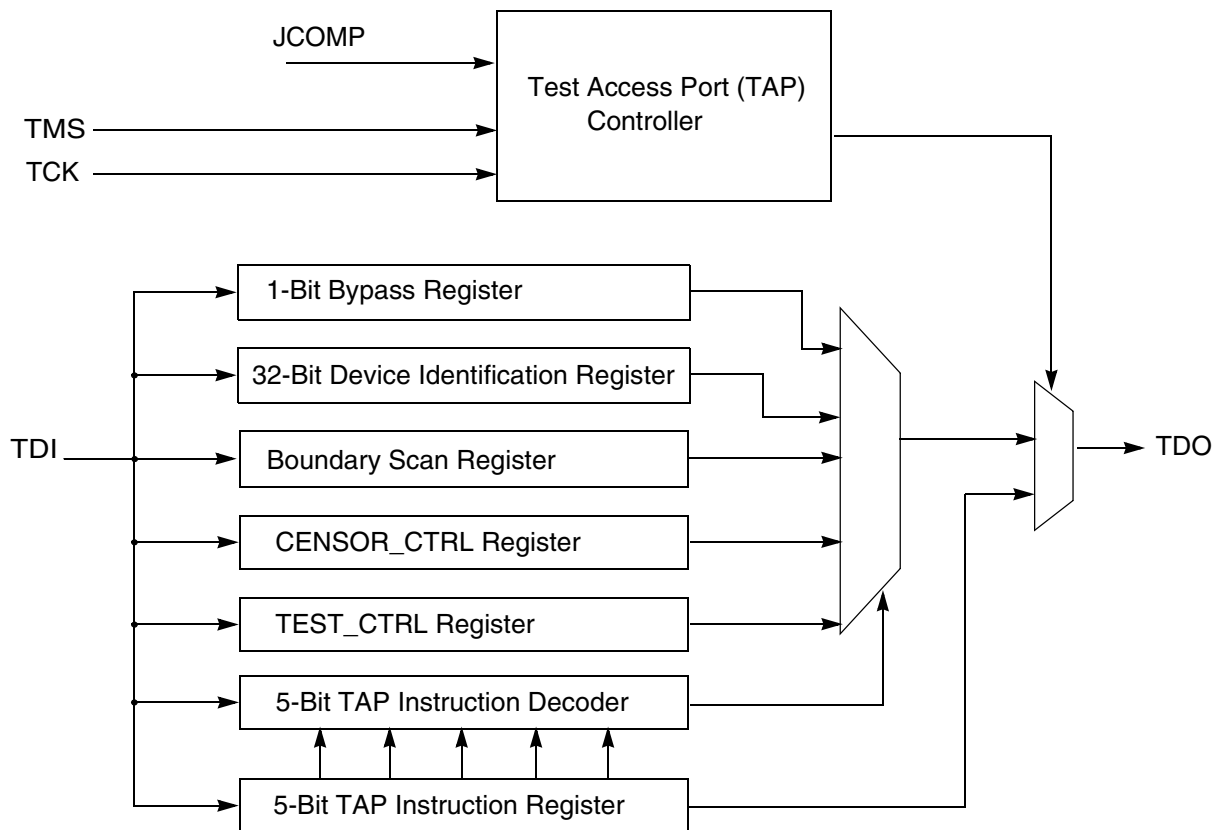 JCOMP
Test Access Port (TAP)
Controller
TMS
TCK
1-Bit Bypass Register
32-Bit Device Identification Register
TDI
Boundary Scan Register
TDO
CENSOR_CTRL Register
TEST_CTRL Register
5-Bit TAP Instruction Decoder
5-Bit TAP Instruction Register